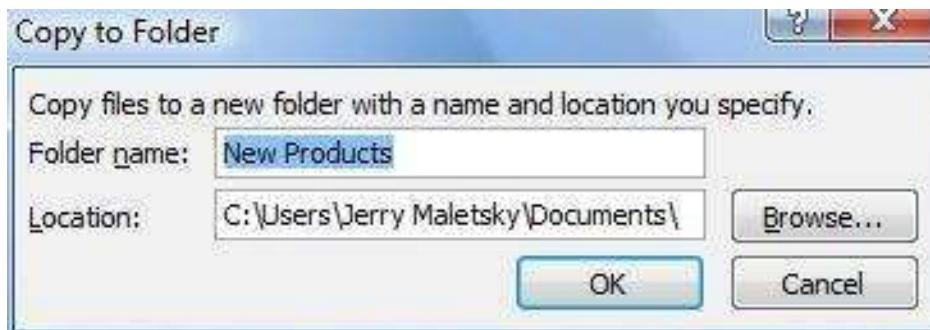 Copy to Folder
Copy files to a new folder with a name and location you specify.
Folder name: New Products
Location: C:\Users\Jerry Maletsky\Documents\ Browse...
OK Cancel